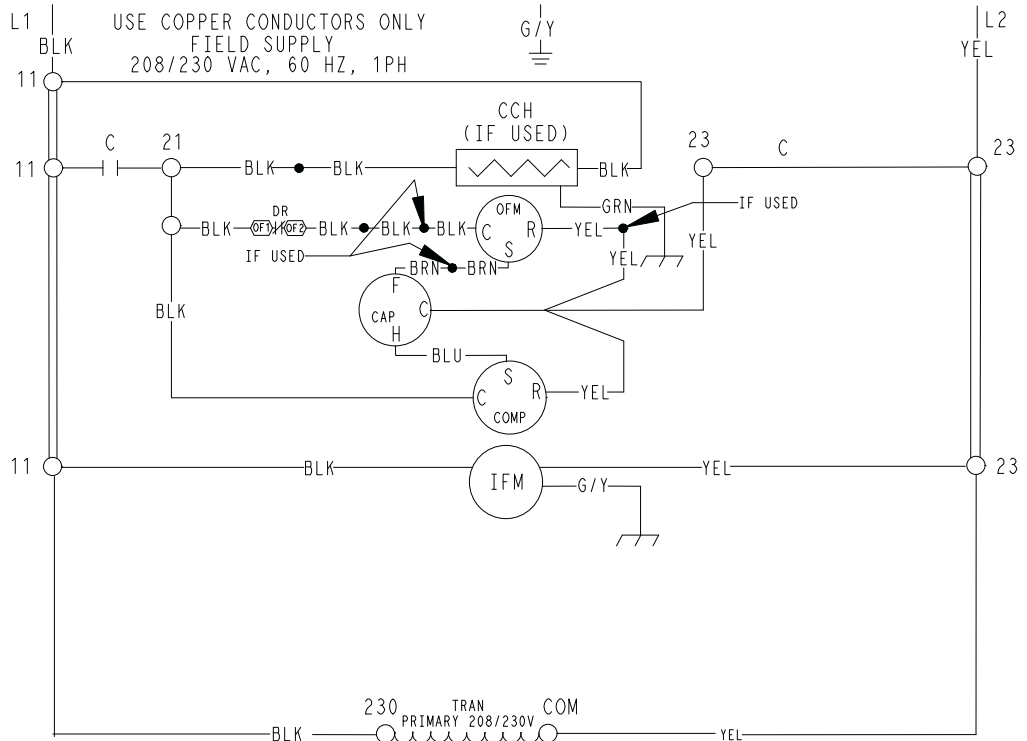 L1
USE COPPER CONDUCTORS ONLY
FIELD SUPPLY
208/230 VAC, 60 HZ, 1PH
G/Y
L2
BLK
YEL
11
CCH
(IF USED)
11
C
21
BLK
BLK
BLK
23
C
23
GRN
IF USED
DR
BLK
OF1
OF2
BLK
BLK
BLK
OFM
C
R
S
YEL
YEL
YEL
IF USED
BRN
BRN
F
CAP
C
H
BLK
BLU
S
C
R
COMP
YEL
11
BLK
IFM
YEL
23
G/Y
230
TRAN
PRIMARY 208/230V
COM
BLK
YEL